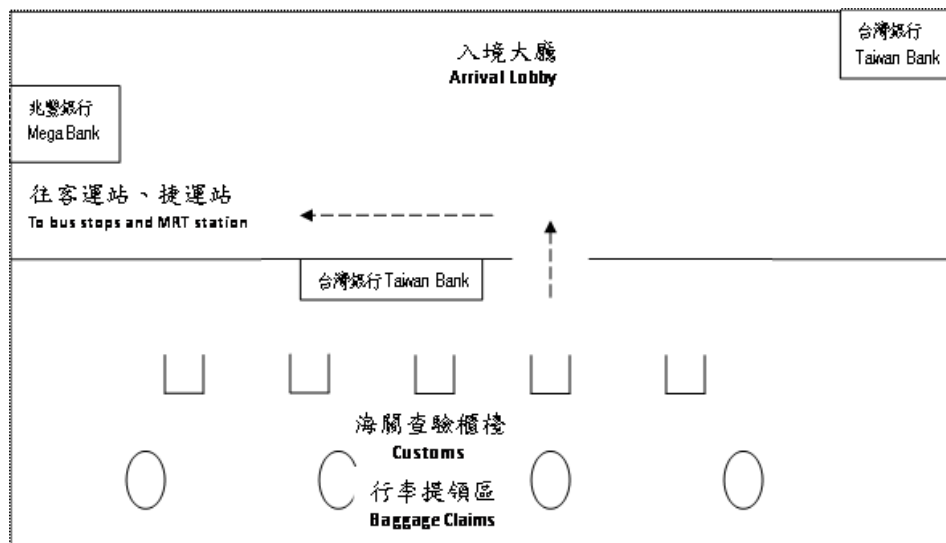 入境大廳
Arrival Lobby
台灣銀行
Taiwan Bank
兆豐銀行
Mega Bank
往客運站、捷運站
To bus stops and MRT station
台灣銀行 Taiwan Bank
海關查驗櫃檯
Customs
行李提領區
Baggage Claims